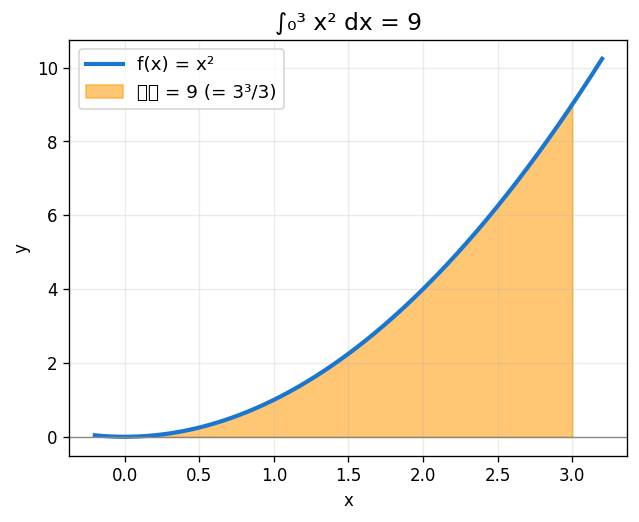 ∫₀³ x² dx = 9
f(x) = x²
= 9 (= 3³/3)
y
10
8
6
4
2
0
0.0 0.5 1.0 1.5 2.0 2.5 3.0
x